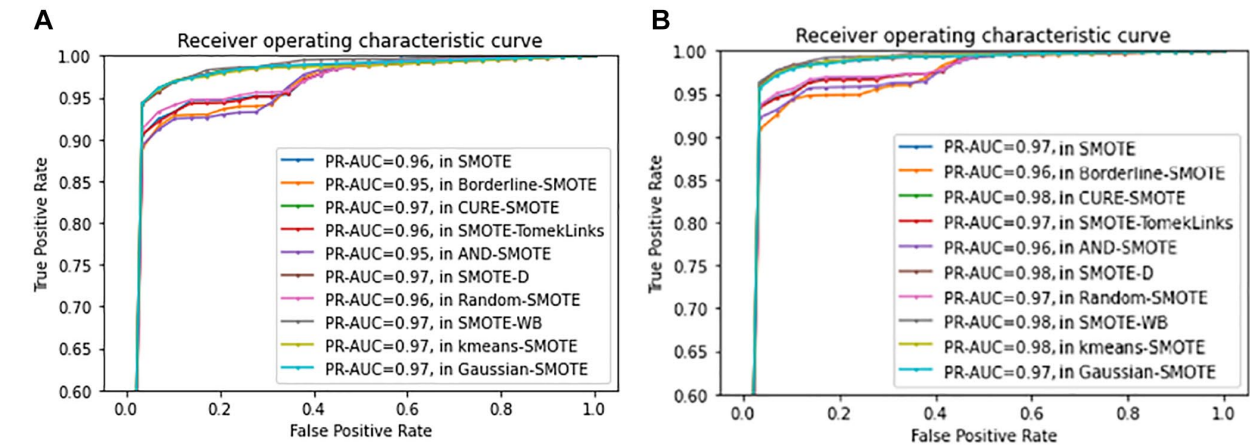 A
Receiver operating characteristic curve
1.00
0.95
0.90
0.85
0.80
0.75
0.70
0.65
0.60
True Positive Rate
PR-AUC=0.96, in SMOTE
PR-AUC=0.95, in Borderline-SMOTE
PR-AUC=0.97, in CURE-SMOTE
PR-AUC=0.96, in SMOTE-TomekLinks
PR-AUC=0.95, in AND-SMOTE
PR-AUC=0.97, in SMOTE-D
PR-AUC=0.96, in Random-SMOTE
PR-AUC=0.97, in SMOTE-WB
PR-AUC=0.97, in kmeans-SMOTE
PR-AUC=0.97, in Gaussian-SMOTE
0.0 0.2 0.4 0.6 0.8 1.0
False Positive Rate
B
Receiver operating characteristic curve
1.00
0.95
0.90
0.85
0.80
0.75
0.70
0.65
0.60
True Positive Rate
PR-AUC=0.97, in SMOTE
PR-AUC=0.96, in Borderline-SMOTE
PR-AUC=0.98, in CURE-SMOTE
PR-AUC=0.97, in SMOTE-TomekLinks
PR-AUC=0.96, in AND-SMOTE
PR-AUC=0.98, in SMOTE-D
PR-AUC=0.97, in Random-SMOTE
PR-AUC=0.98, in SMOTE-WB
PR-AUC=0.98, in kmeans-SMOTE
PR-AUC=0.97, in Gaussian-SMOTE
0.0 0.2 0.4 0.6 0.8 1.0
False Positive Rate